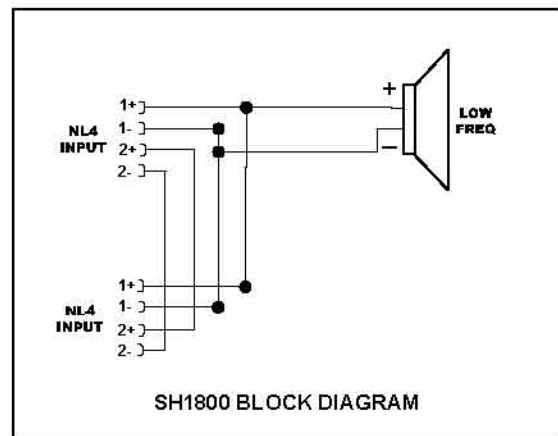 1+
1-
NL4
INPUT
2+
2-
+
−
LOW
FREQ
1+
1-
NL4
INPUT
2+
2-
SH1800 BLOCK DIAGRAM